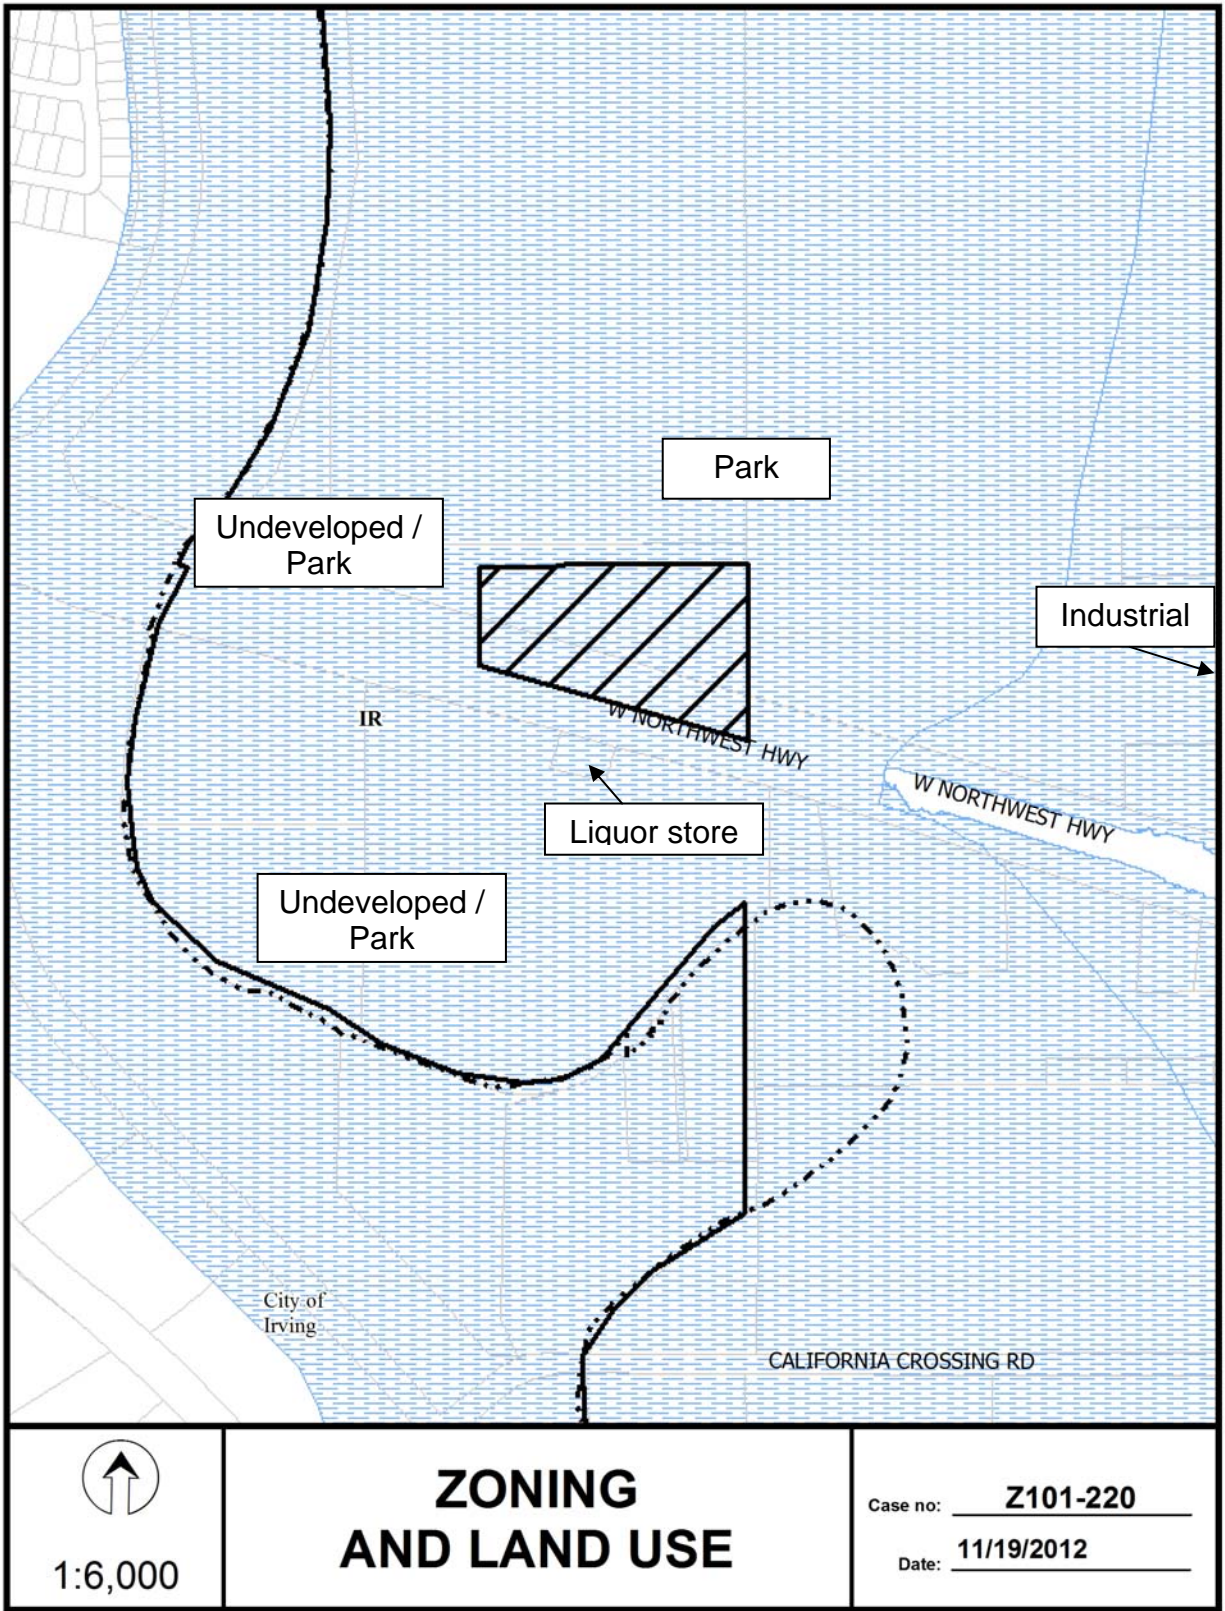 Park
Undeveloped /
Park
Industrial
IR
W NORTHWEST HWY
W NORTHWEST HWY
Liquor store
Undeveloped /
Park
City of
Irving
CALIFORNIA CROSSING RD
1:6,000
ZONING
AND LAND USE
Case no: Z101-220
Date: 11/19/2012